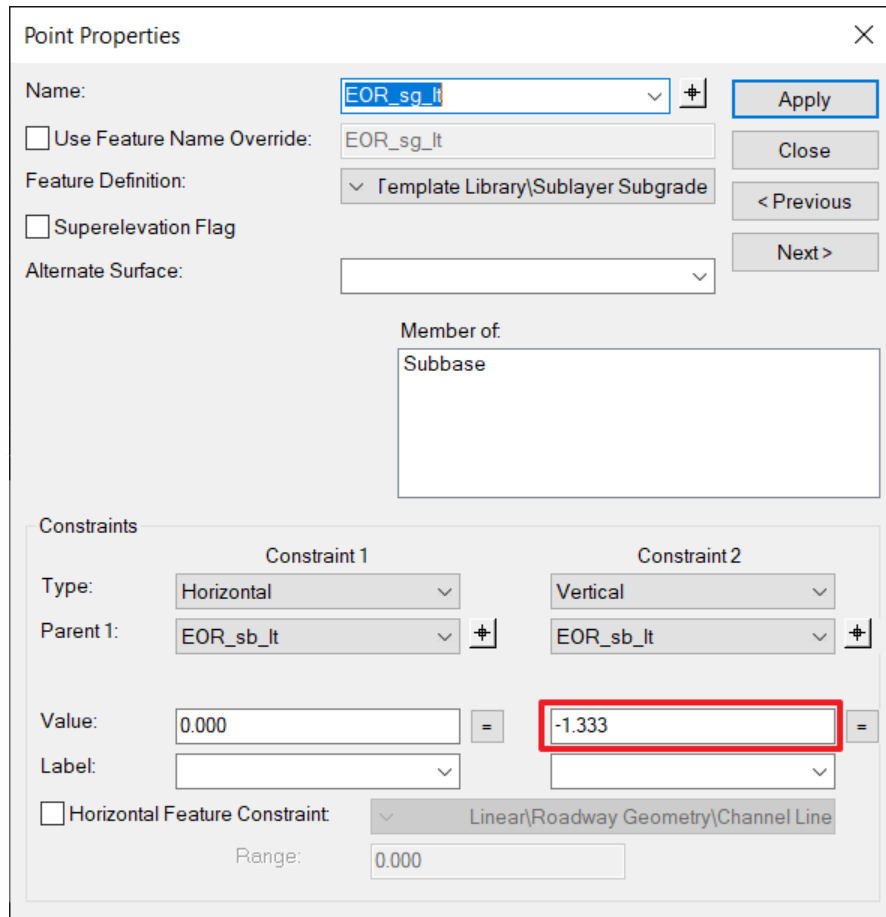 Point Properties
Name: EOR_sg_lt Apply
Use Feature Name Override: EOR_sg_lt Close
Feature Definition: Template Library\Sublayer Subgrade < Previous
Superelevation Flag
Next >
Alternate Surface:
Member of:
Subbase
Constraints
Constraint 1 Constraint 2
Type: Horizontal Vertical
Parent 1: EOR_sb_lt EOR_sb_lt
Value: 0.000 = -1.333 =
Label:
Horizontal Feature Constraint: Linear\Roadway Geometry\Channel Line
Range: 0.000